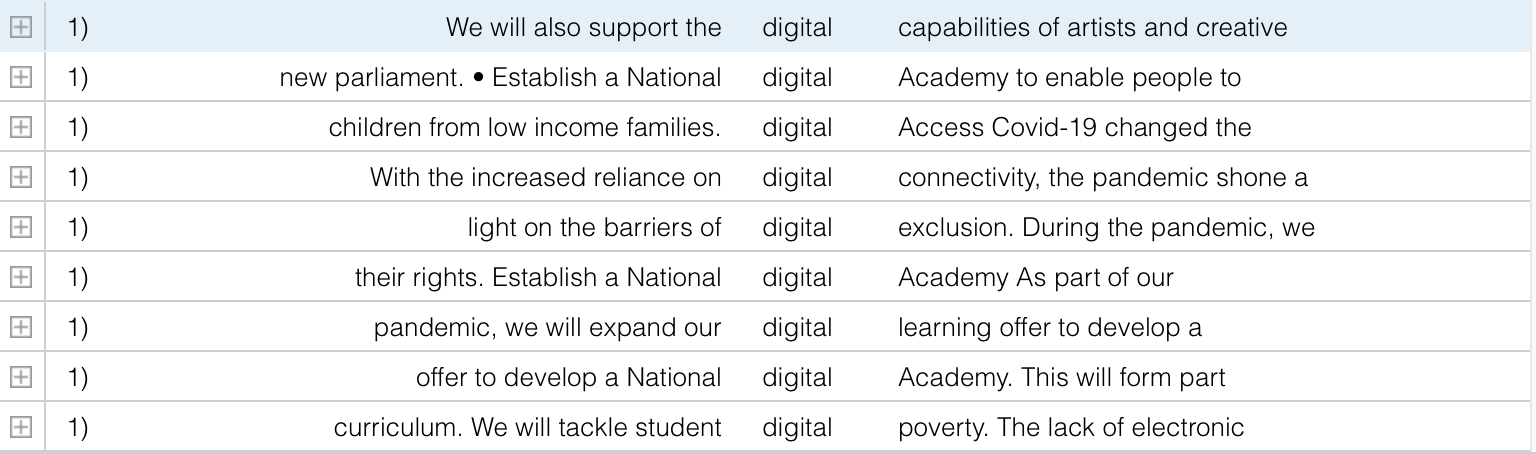 1) We will also support the digital capabilities of artists and creative
1) new parliament. • Establish a National digital Academy to enable people to
1) children from low income families. digital Access Covid-19 changed the
1) With the increased reliance on digital connectivity, the pandemic shone a
1) light on the barriers of digital exclusion. During the pandemic, we
1) their rights. Establish a National digital Academy As part of our
1) pandemic, we will expand our digital learning offer to develop a
1) offer to develop a National digital Academy. This will form part
1) curriculum. We will tackle student digital poverty. The lack of electronic